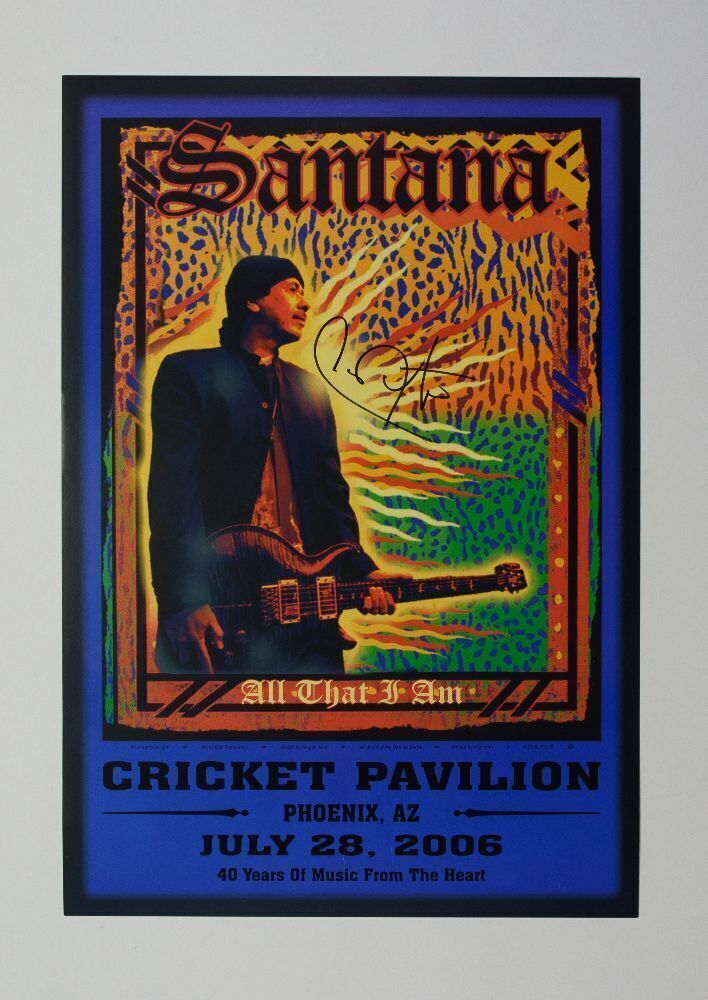 Santana
All That I Am
CRICKET PAVILION
PHOENIX, AZ
JULY 28, 2006
40 Years Of Music From The Heart